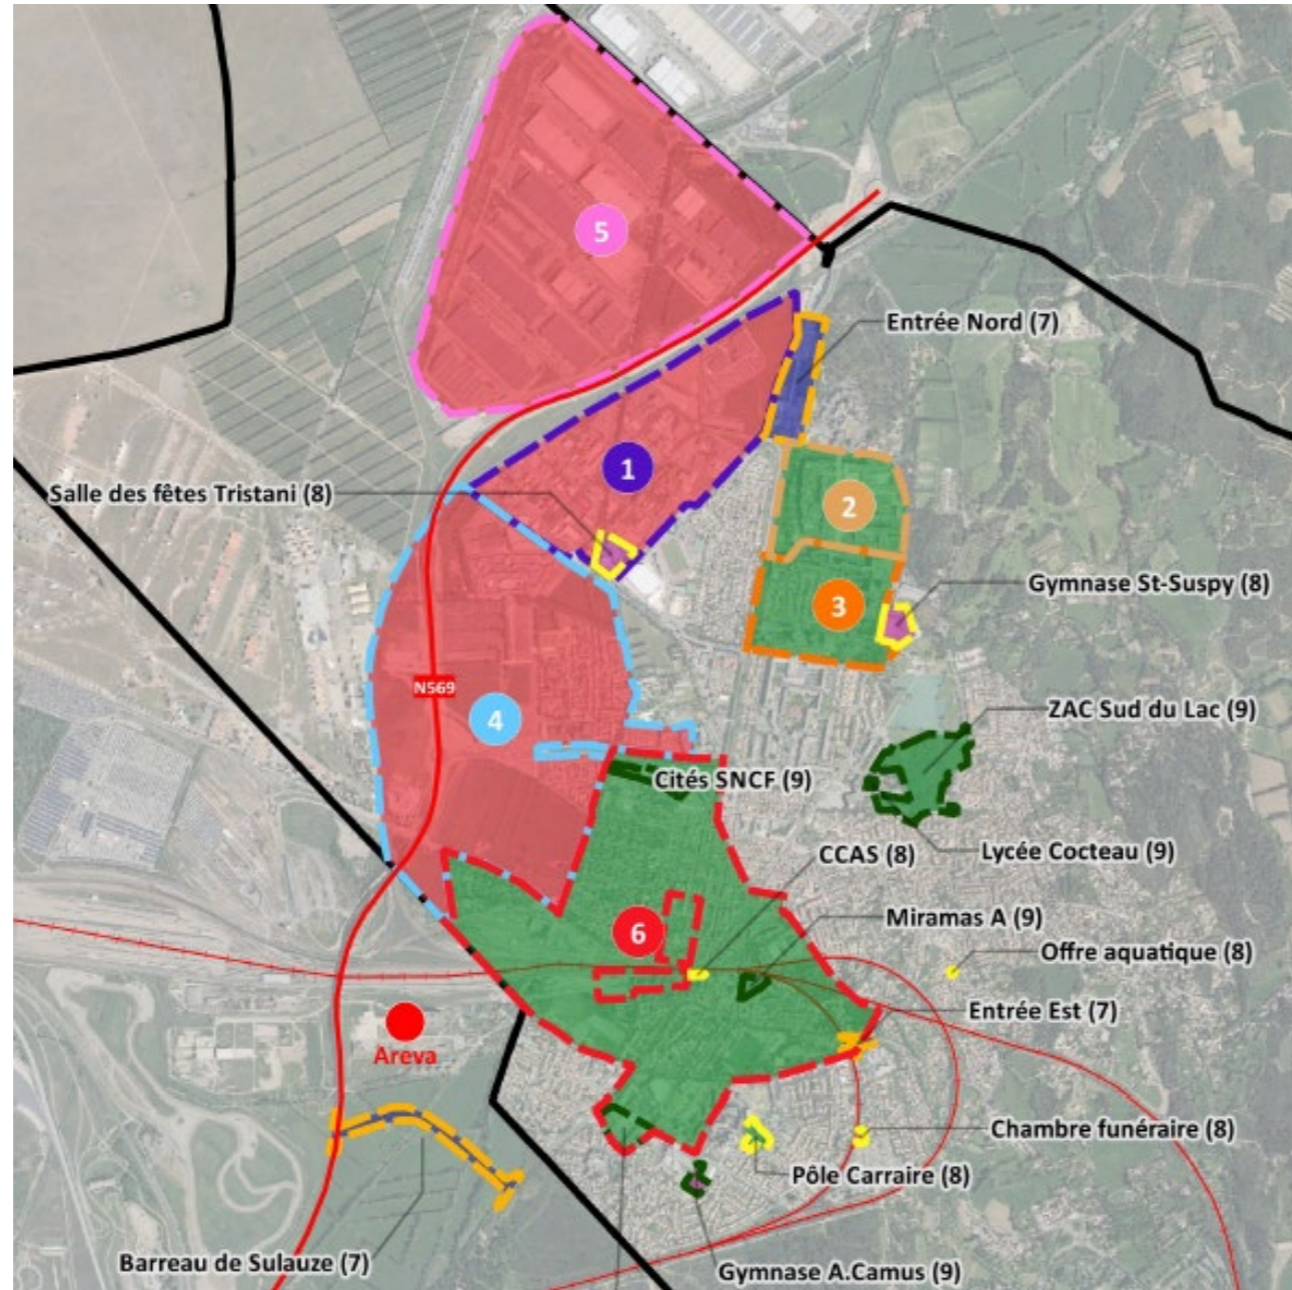 5
Entrée Nord (7)
1
Salle des fêtes Tristani (8)
2
Gymnase St-Suspy (8)
3
N569
4
ZAC Sud du Lac (9)
Cités SNCF (9)
Lycée Cocteau (9)
CCAS (8)
Miramas A (9)
6
Offre aquatique (8)
Entrée Est (7)
Areva
Chambre funéraire (8)
Pôle Carraire (8)
Barreau de Sulauze (7)
Gymnase A.Camus (9)